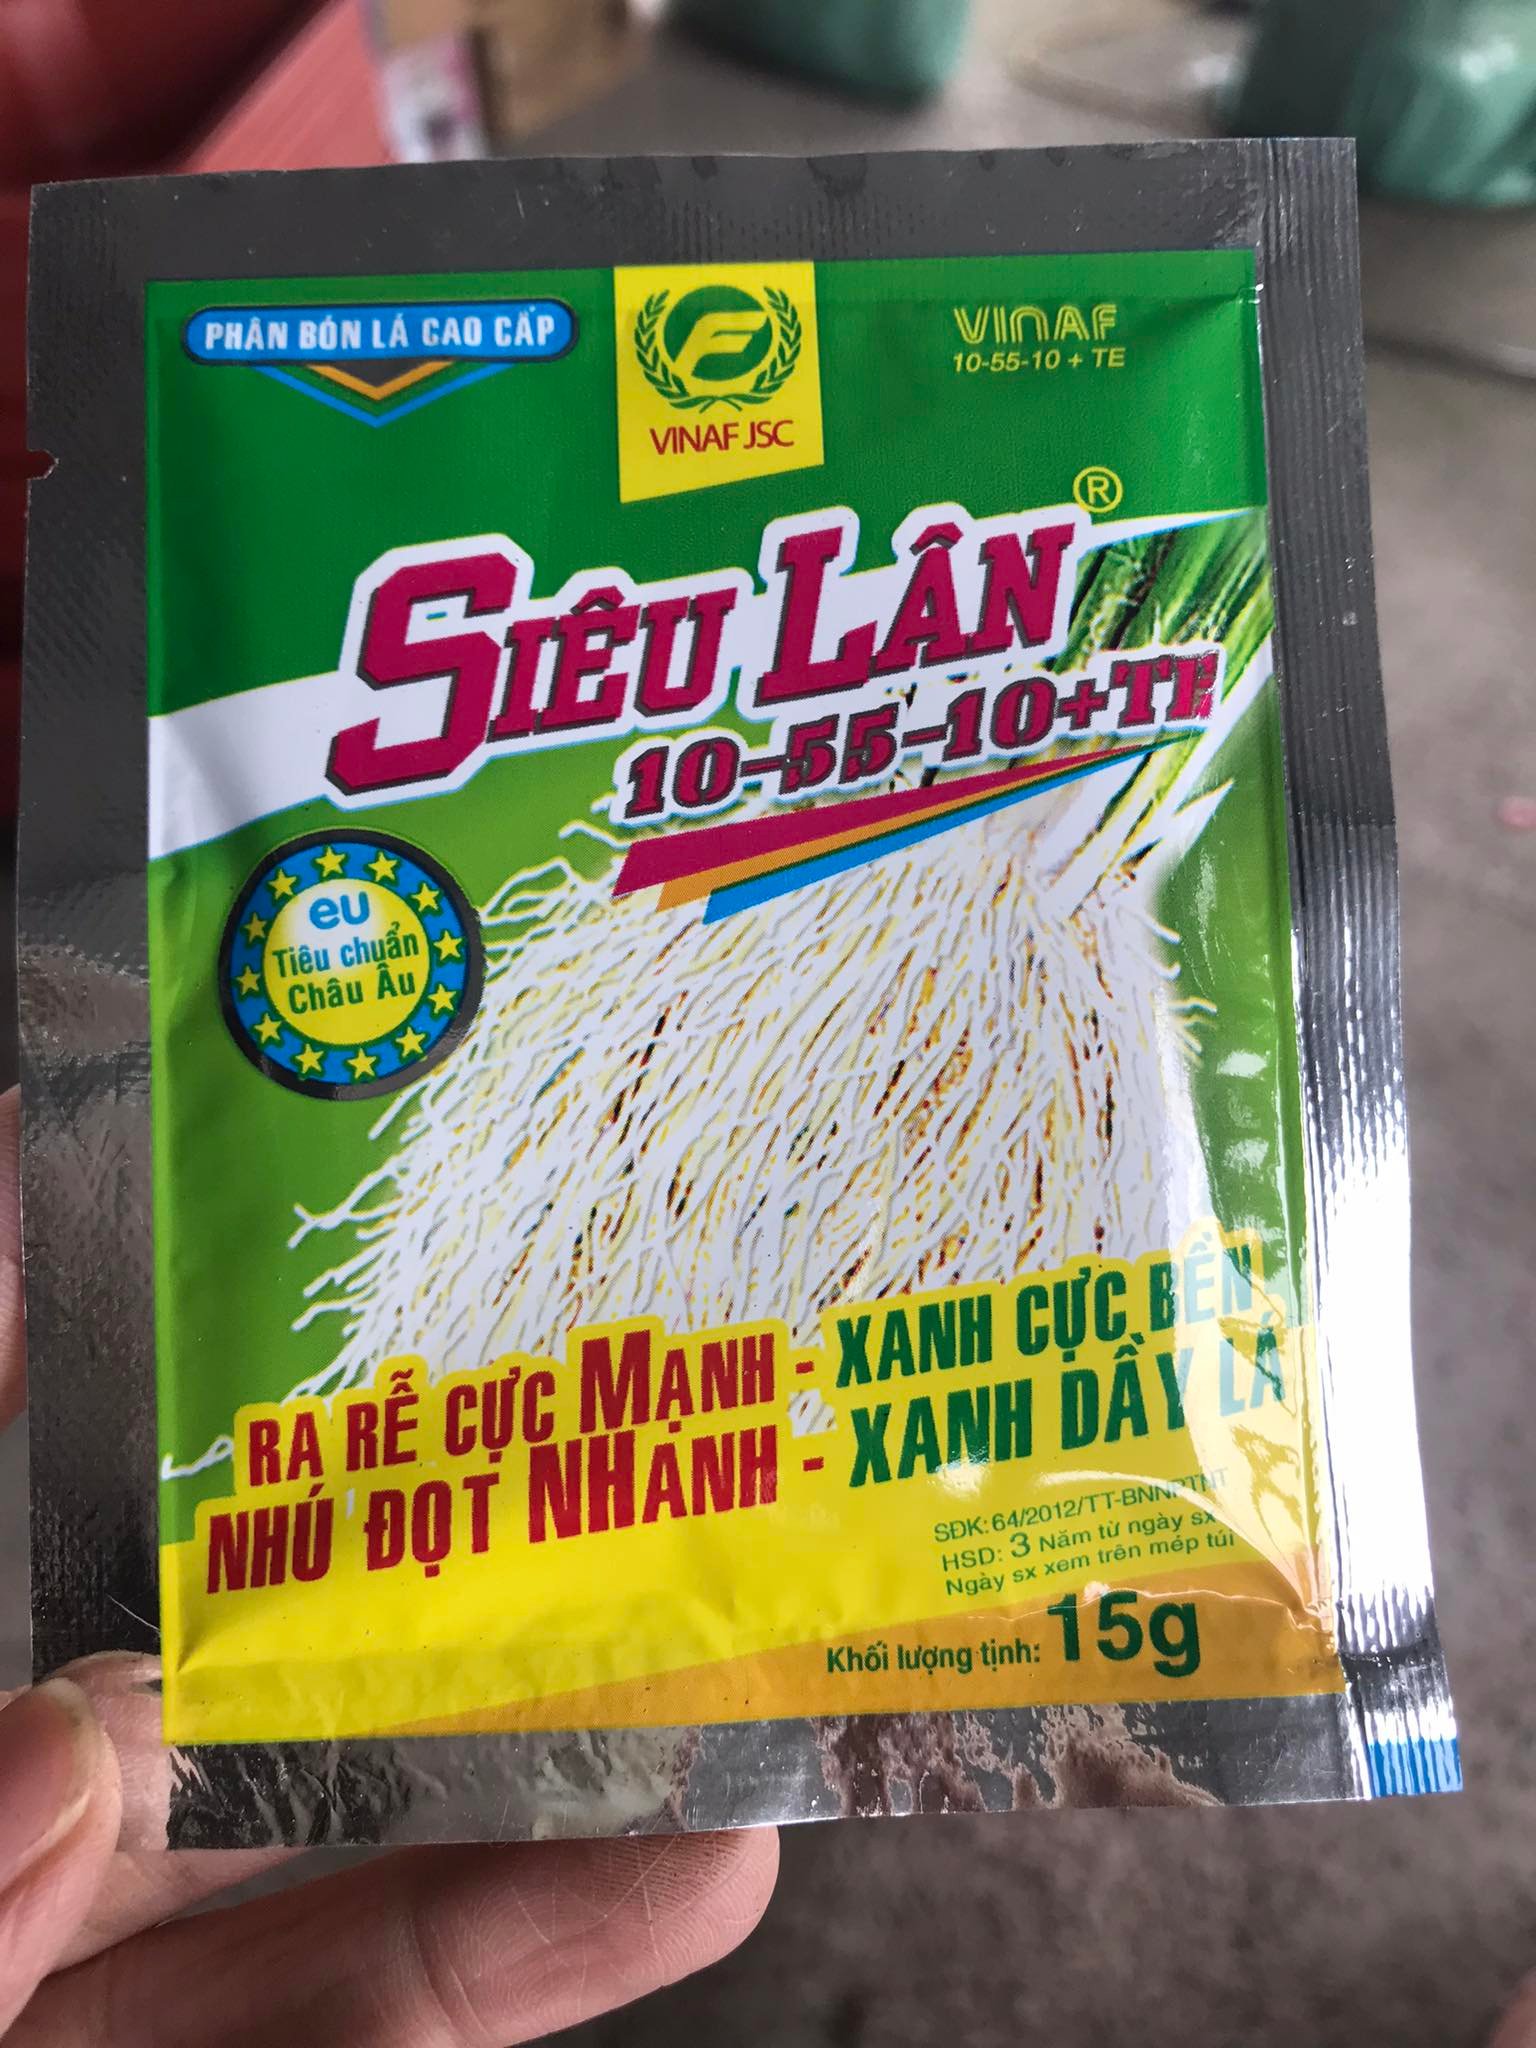 PHÂN BÓN LÁ CAO CẤP
F
VINAF JSC
VINAF
10-55-10 + TE
®
SIÊU LÂN
10-55-10+TE
eu
Tiêu chuẩn
Châu Âu
RA RỄ CỰC MẠNH - XANH CỰC BỀN
NHÚ ĐỌT NHANH - XANH DẦY LÁ
SĐK: 64/2012/TT-BNNPTNT
HSD: 3 Năm từ ngày sx
Ngày sx xem trên mép túi
Khối lượng tịnh: 15g